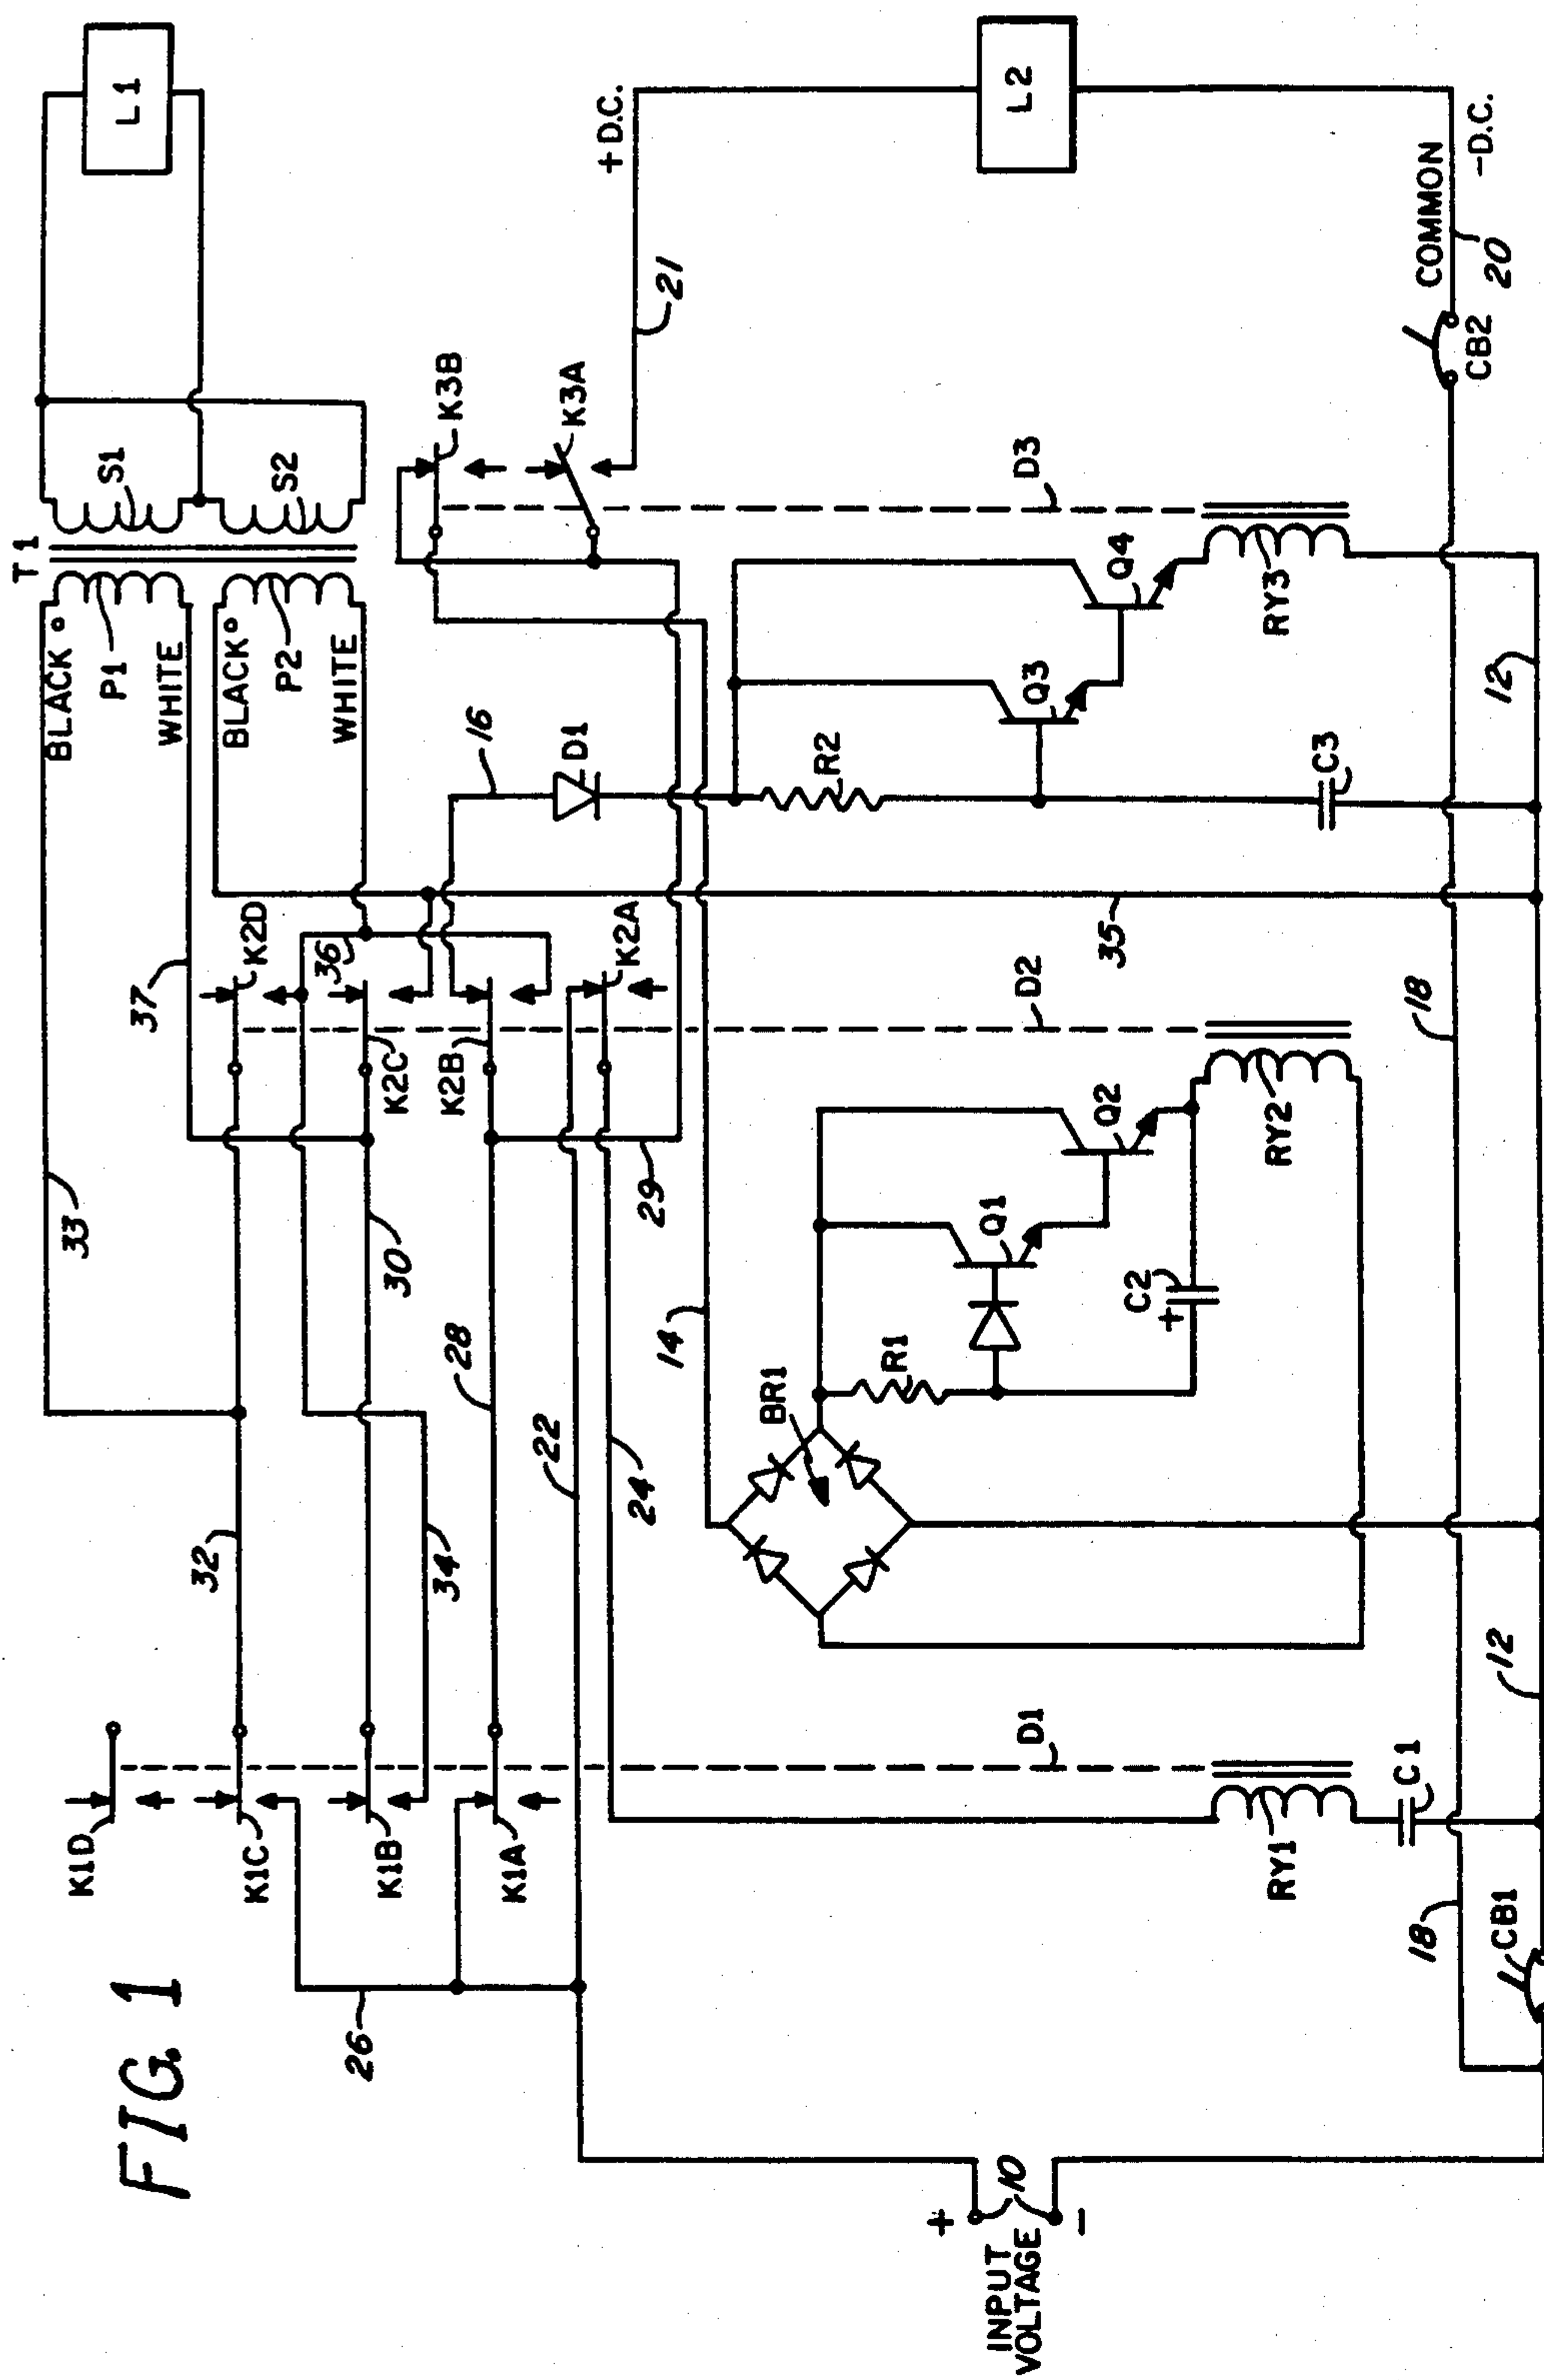 FIG. 1
T1
BLACK
P1
WHITE
BLACK
P2
WHITE
S1
S2
L1
33
37
32
30
34
36
K1D
K1C
K1B
K1A
K2D
K2C
K2B
K2A
K3B
K3A
26
28
22
24
29
14
16
D1
21
+ D.C.
L2
INPUT
VOLTAGE
+
10
-
D1
RY1
C1
BR1
R1
Q1
Q2
C2
+
RY2
D2
35
R2
Q3
Q4
C3
RY3
D3
18
CB1
12
18
12
CB2
COMMON
20
-D.C.